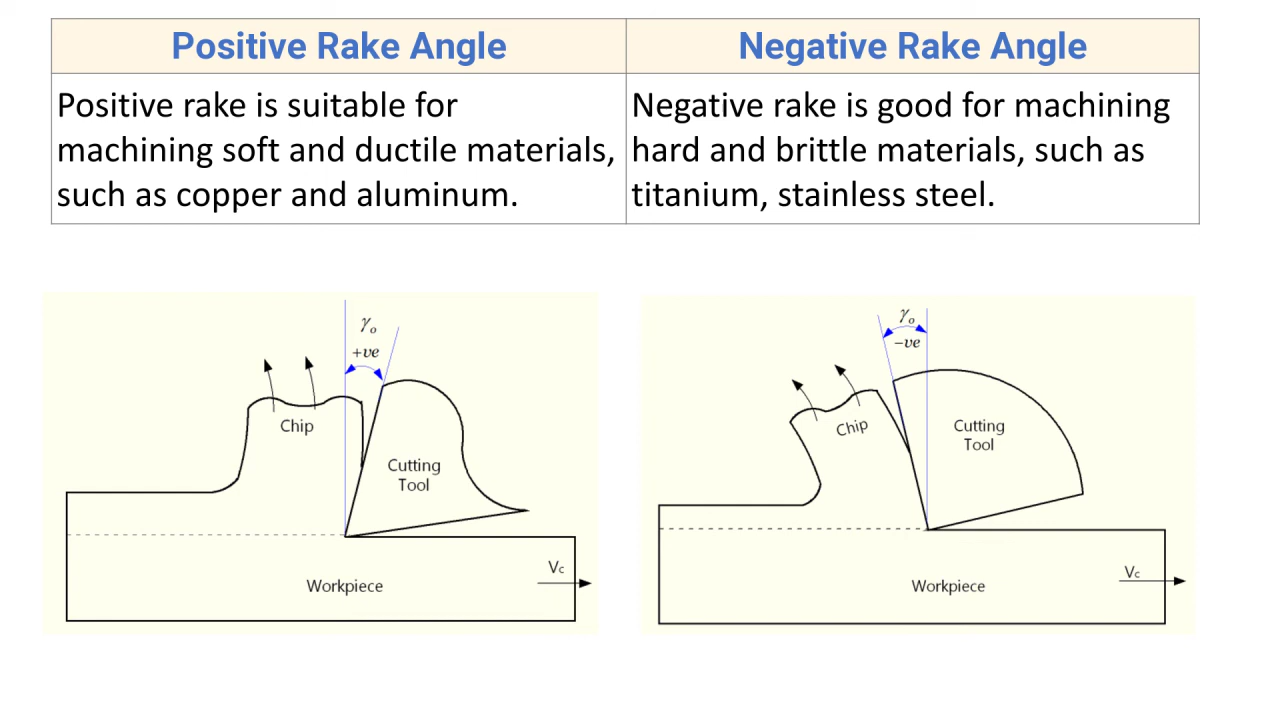 Positive Rake Angle
Negative Rake Angle
Positive rake is suitable for
machining soft and ductile materials,
such as copper and aluminum.
Negative rake is good for machining
hard and brittle materials, such as
titanium, stainless steel.
γₒ
+ve
Chip
Cutting
Tool
Vc
Workpiece
γₒ
−ve
Chip
Cutting
Tool
Vc
Workpiece